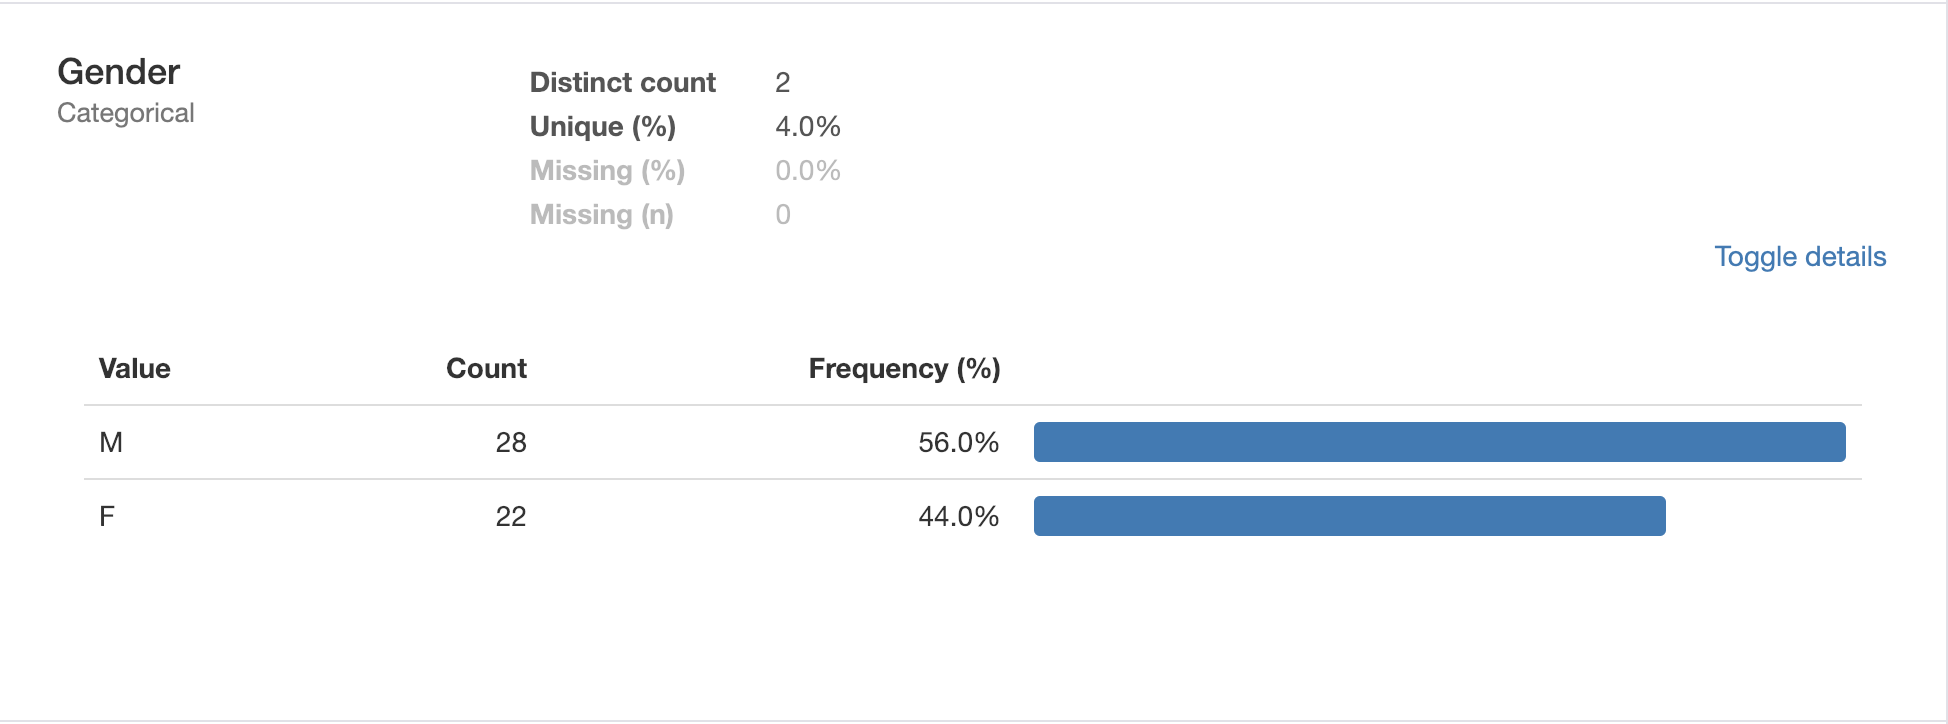 Gender
Categorical
Distinct count 2
Unique (%) 4.0%
Missing (%) 0.0%
Missing (n) 0
Toggle details
Value Count Frequency (%)
M 28 56.0%
F 22 44.0%